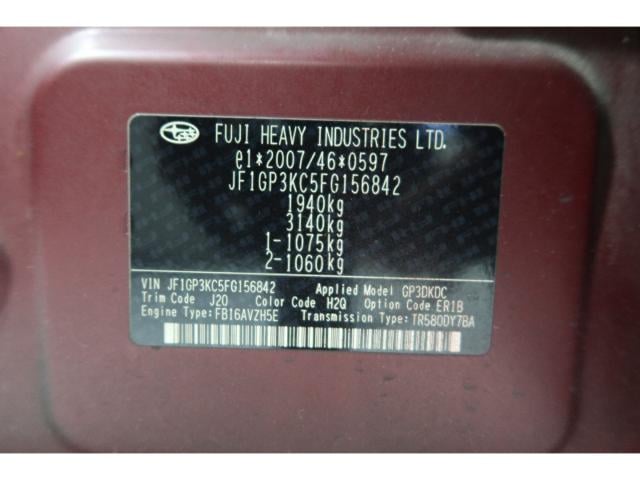 FUJI HEAVY INDUSTRIES LTD.
e1*2007/46*0597
JF1GP3KC5FG156842
1940kg
3140kg
1-1075kg
2-1060kg
VIN JF1GP3KC5FG156842 Applied Model GP3DKDC
Trim Code J20 Color Code H2Q Option Code ER1B
Engine Type:FB16AVZH5E Transmission Type:TR580DY7BA